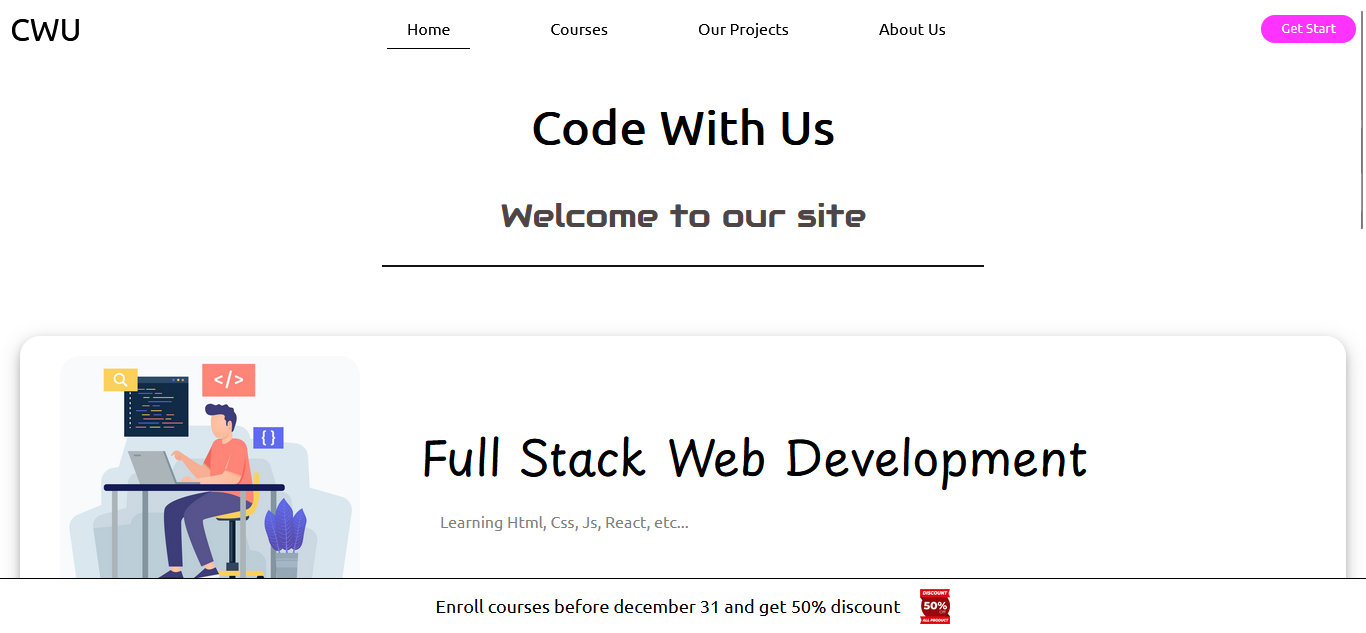 CWU
Home
Courses
Our Projects
About Us
Get Start
Code With Us
Welcome to our site
</>
{ }
Full Stack Web Development
Learning Html, Css, Js, React, etc...
Enroll courses before december 31 and get 50% discount
DISCOUNT
50%
ALL PRODUCT